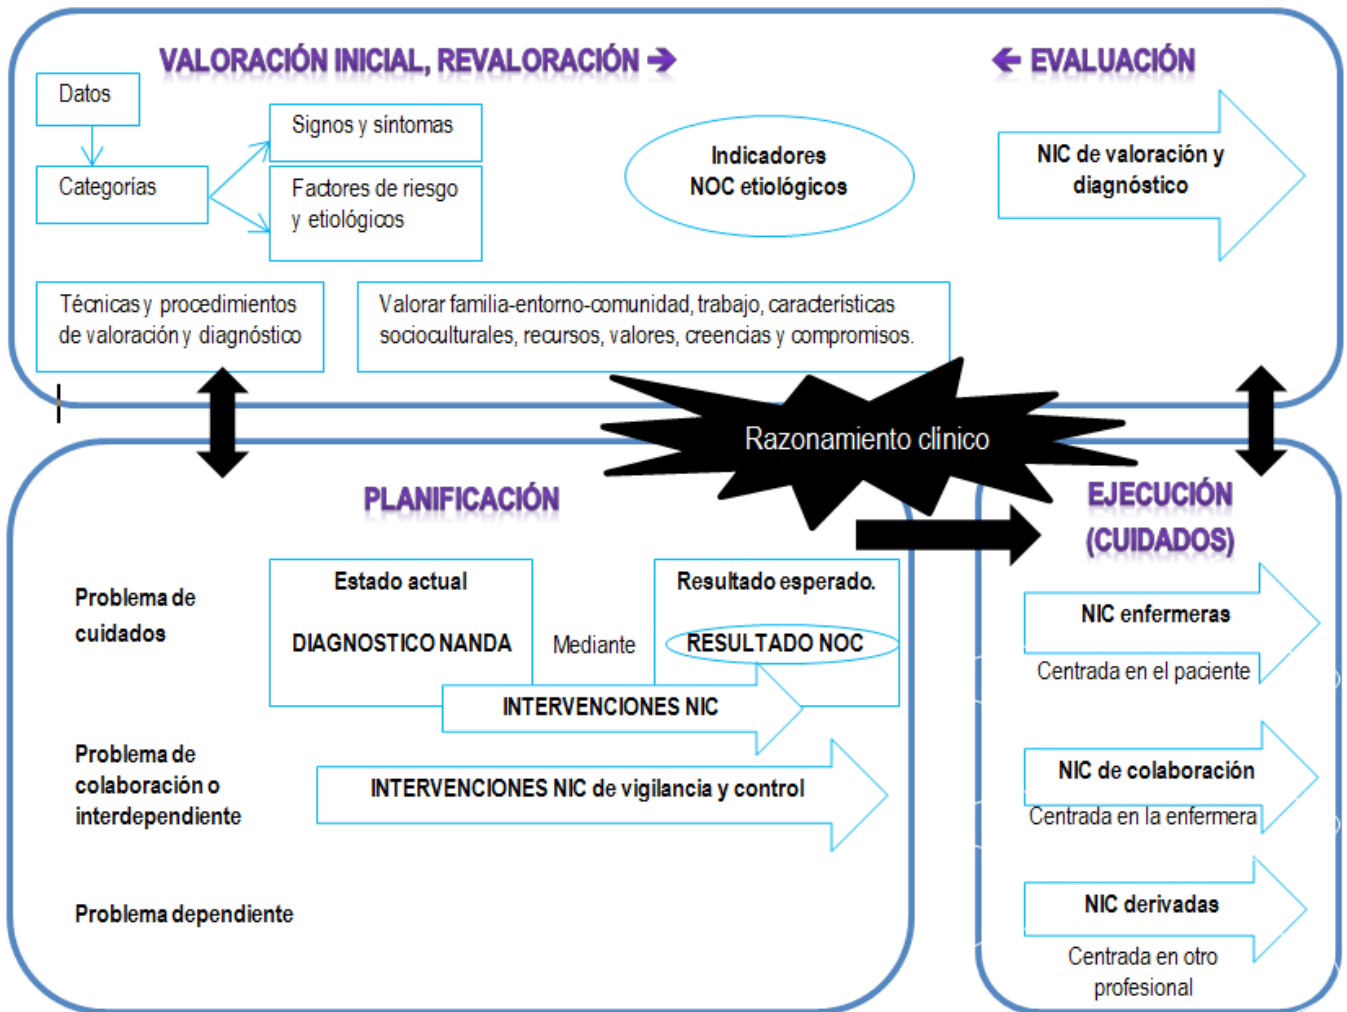 VALORACIÓN INICIAL, REVALORACIÓN →
← EVALUACIÓN
Datos
Categorías
Signos y síntomas
Factores de riesgo
y etiológicos
Indicadores
NOC etiológicos
NIC de valoración y
diagnóstico
Técnicas y procedimientos
de valoración y diagnóstico
Valorar familia-entorno-comunidad, trabajo, características
socioculturales, recursos, valores, creencias y compromisos.
Razonamiento clínico
PLANIFICACIÓN
Problema de
cuidados
Estado actual
DIAGNOSTICO NANDA
Mediante
Resultado esperado.
RESULTADO NOC
INTERVENCIONES NIC
Problema de
colaboración o
interdependiente
INTERVENCIONES NIC de vigilancia y control
Problema dependiente
EJECUCIÓN
(CUIDADOS)
NIC enfermeras
Centrada en el paciente
NIC de colaboración
Centrada en la enfermera
NIC derivadas
Centrada en otro
profesional